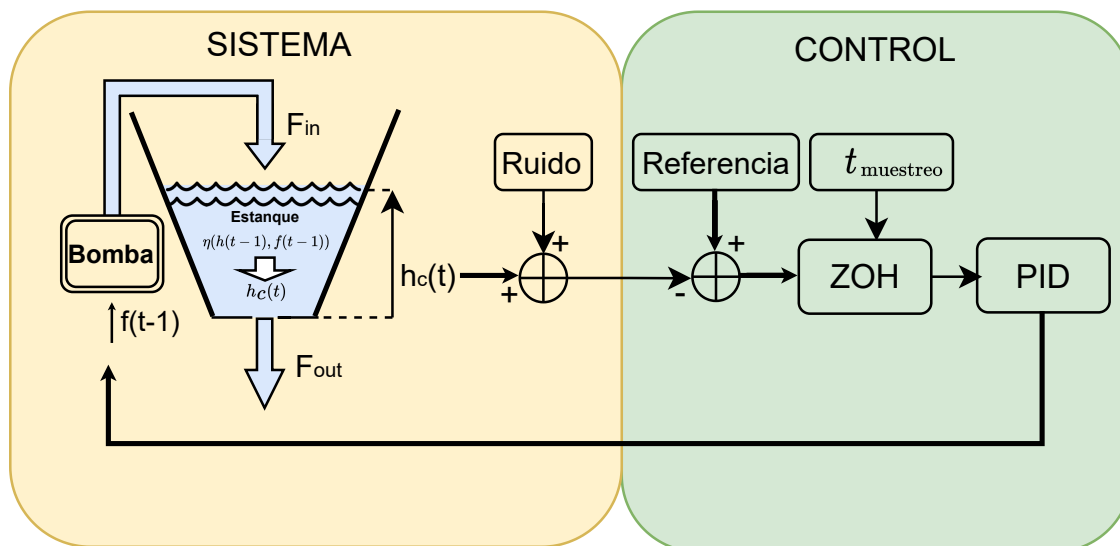 SISTEMA
CONTROL
Fin
Ruido
Referencia
t muestreo
Estanque
η(h(t − 1), f(t − 1))
hc(t)
Bomba
hc(t)
+
+
+
-
ZOH
PID
f(t-1)
Fout